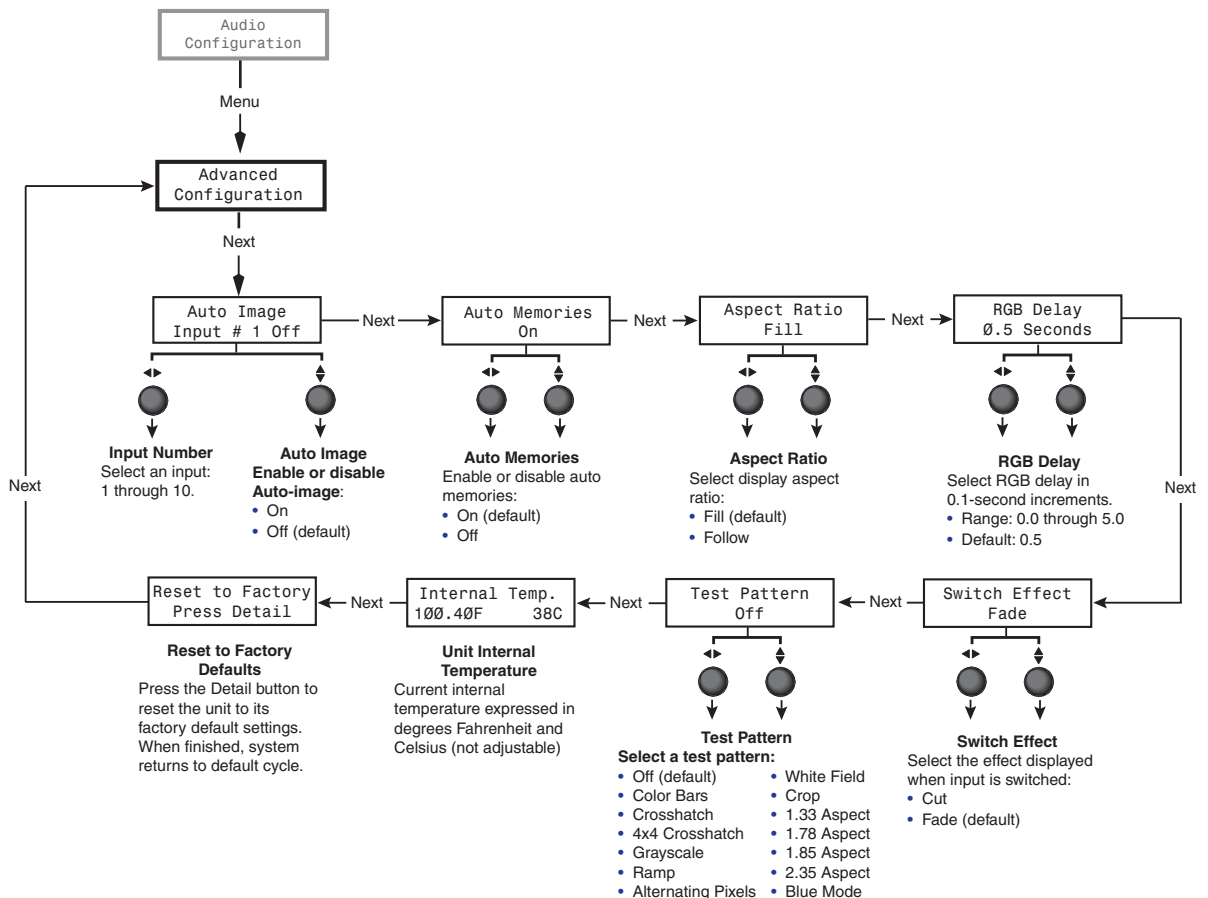 Audio
Configuration
Menu
Advanced
Configuration
Next
Auto Image
Input # 1 Off
Next
Auto Memories
On
Next
Aspect Ratio
Fill
Next
RGB Delay
Ø.5 Seconds
Input Number
Select an input:
1 through 10.
Auto Image
Enable or disable
Auto-image:
• On
• Off (default)
Auto Memories
Enable or disable auto
memories:
• On (default)
• Off
Aspect Ratio
Select display aspect
ratio:
• Fill (default)
• Follow
RGB Delay
Select RGB delay in
0.1-second increments.
• Range: 0.0 through 5.0
• Default: 0.5
Next
Next
Reset to Factory
Press Detail
Next
Internal Temp.
1ØØ.4ØF 38C
Next
Test Pattern
Off
Next
Switch Effect
Fade
Reset to Factory
Defaults
Press the Detail button to
reset the unit to its
factory default settings.
When finished, system
returns to default cycle.
Unit Internal
Temperature
Current internal
temperature expressed in
degrees Fahrenheit and
Celsius (not adjustable)
Test Pattern
Select a test pattern:
• Off (default)
• Color Bars
• Crosshatch
• 4x4 Crosshatch
• Grayscale
• Ramp
• Alternating Pixels
• White Field
• Crop
• 1.33 Aspect
• 1.78 Aspect
• 1.85 Aspect
• 2.35 Aspect
• Blue Mode
Switch Effect
Select the effect displayed
when input is switched:
• Cut
• Fade (default)